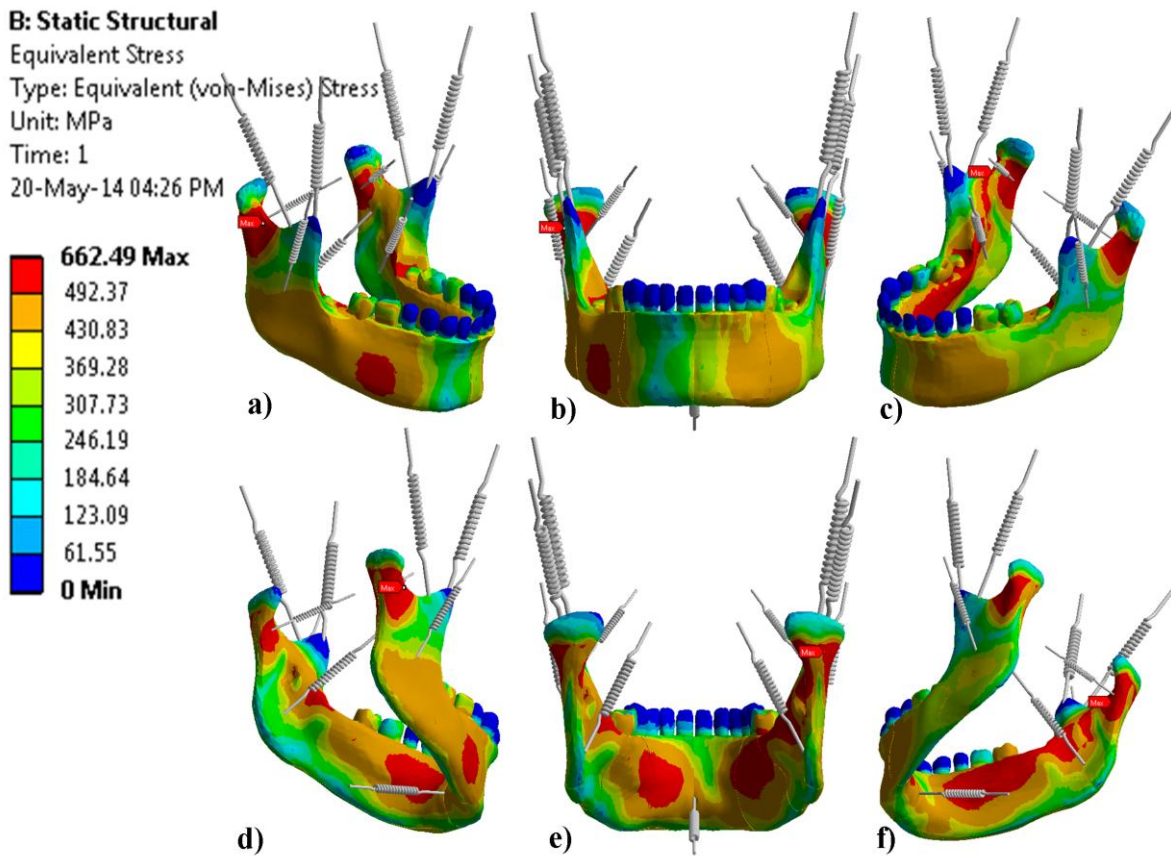 B: Static Structural
Equivalent Stress
Type: Equivalent (von-Mises) Stress
Unit: MPa
Time: 1
20-May-14 04:26 PM
662.49 Max
492.37
430.83
369.28
307.73
246.19
184.64
123.09
61.55
0 Min
Max
Max
Max
a)
b)
c)
Max
Max
Max
d)
e)
f)